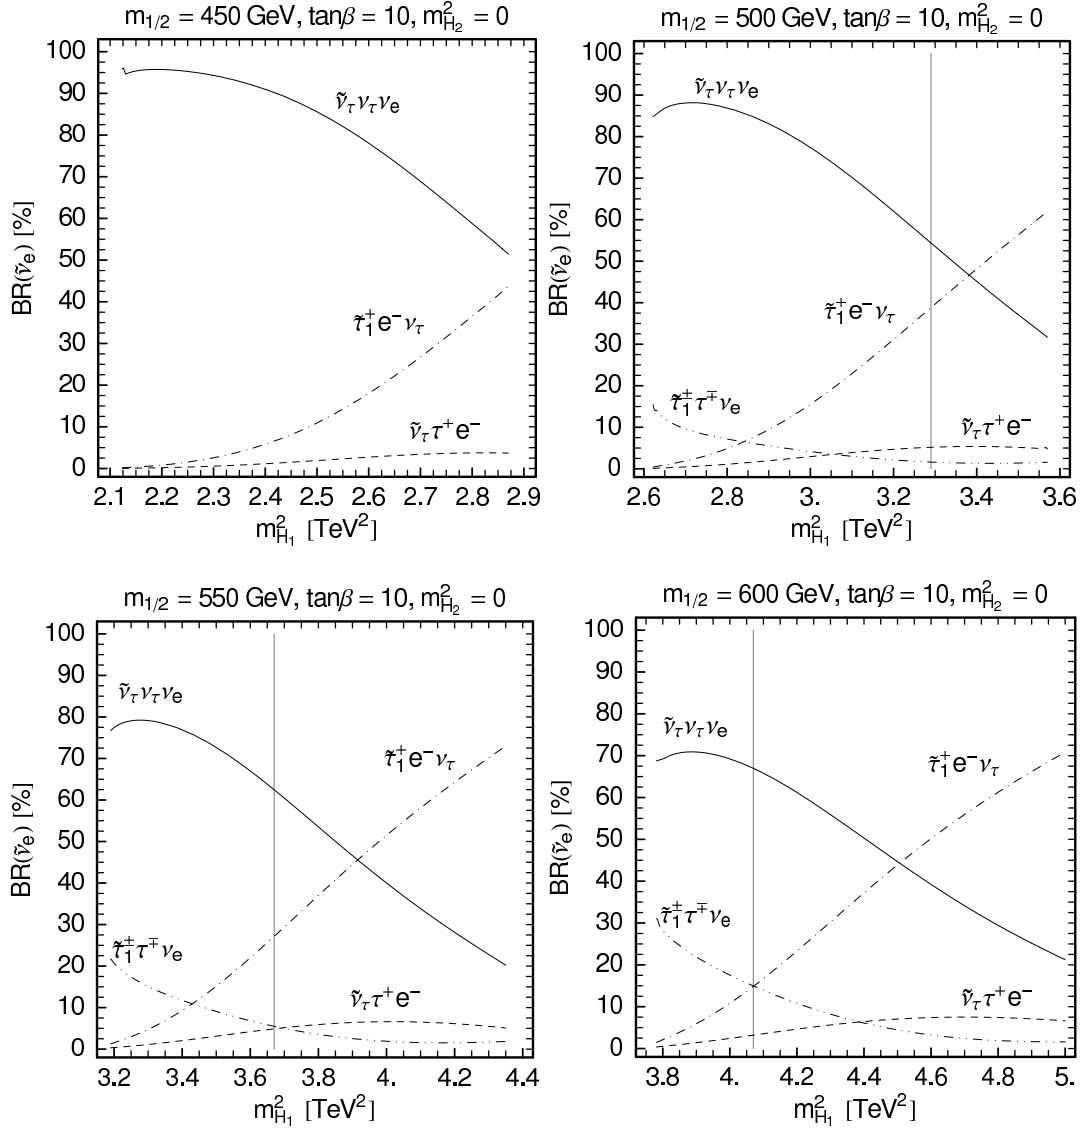 m1/2 = 450 GeV, tanβ = 10, m²H2 = 0
100
90
80
70
60
50
40
30
20
10
0
BR(ν̃e) [%]
ν̃τ ντ νe
τ̃1⁺ e⁻ ντ
ν̃τ τ⁺ e⁻
2.1 2.2 2.3 2.4 2.5 2.6 2.7 2.8 2.9
m²H1 [TeV²]
m1/2 = 500 GeV, tanβ = 10, m²H2 = 0
100
90
80
70
60
50
40
30
20
10
0
BR(ν̃e) [%]
ν̃τ ντ νe
τ̃1⁺ e⁻ ντ
τ̃1± τ∓ νe
ν̃τ τ⁺ e⁻
2.6 2.8 3. 3.2 3.4 3.6
m²H1 [TeV²]
m1/2 = 550 GeV, tanβ = 10, m²H2 = 0
100
90
80
70
60
50
40
30
20
10
0
BR(ν̃e) [%]
ν̃τ ντ νe
τ̃1⁺ e⁻ ντ
τ̃1± τ∓ νe
ν̃τ τ⁺ e⁻
3.2 3.4 3.6 3.8 4. 4.2 4.4
m²H1 [TeV²]
m1/2 = 600 GeV, tanβ = 10, m²H2 = 0
100
90
80
70
60
50
40
30
20
10
0
BR(ν̃e) [%]
ν̃τ ντ νe
τ̃1⁺ e⁻ ντ
τ̃1± τ∓ νe
ν̃τ τ⁺ e⁻
3.8 4. 4.2 4.4 4.6 4.8 5.
m²H1 [TeV²]